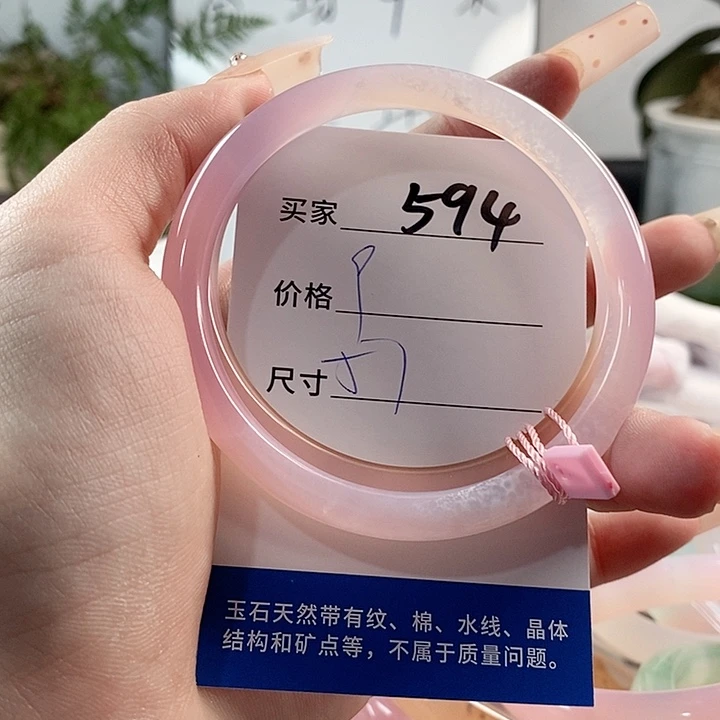 买家 594
价格
尺寸
玉石天然带有纹、棉、水线、晶体
结构和矿点等，不属于质量问题。